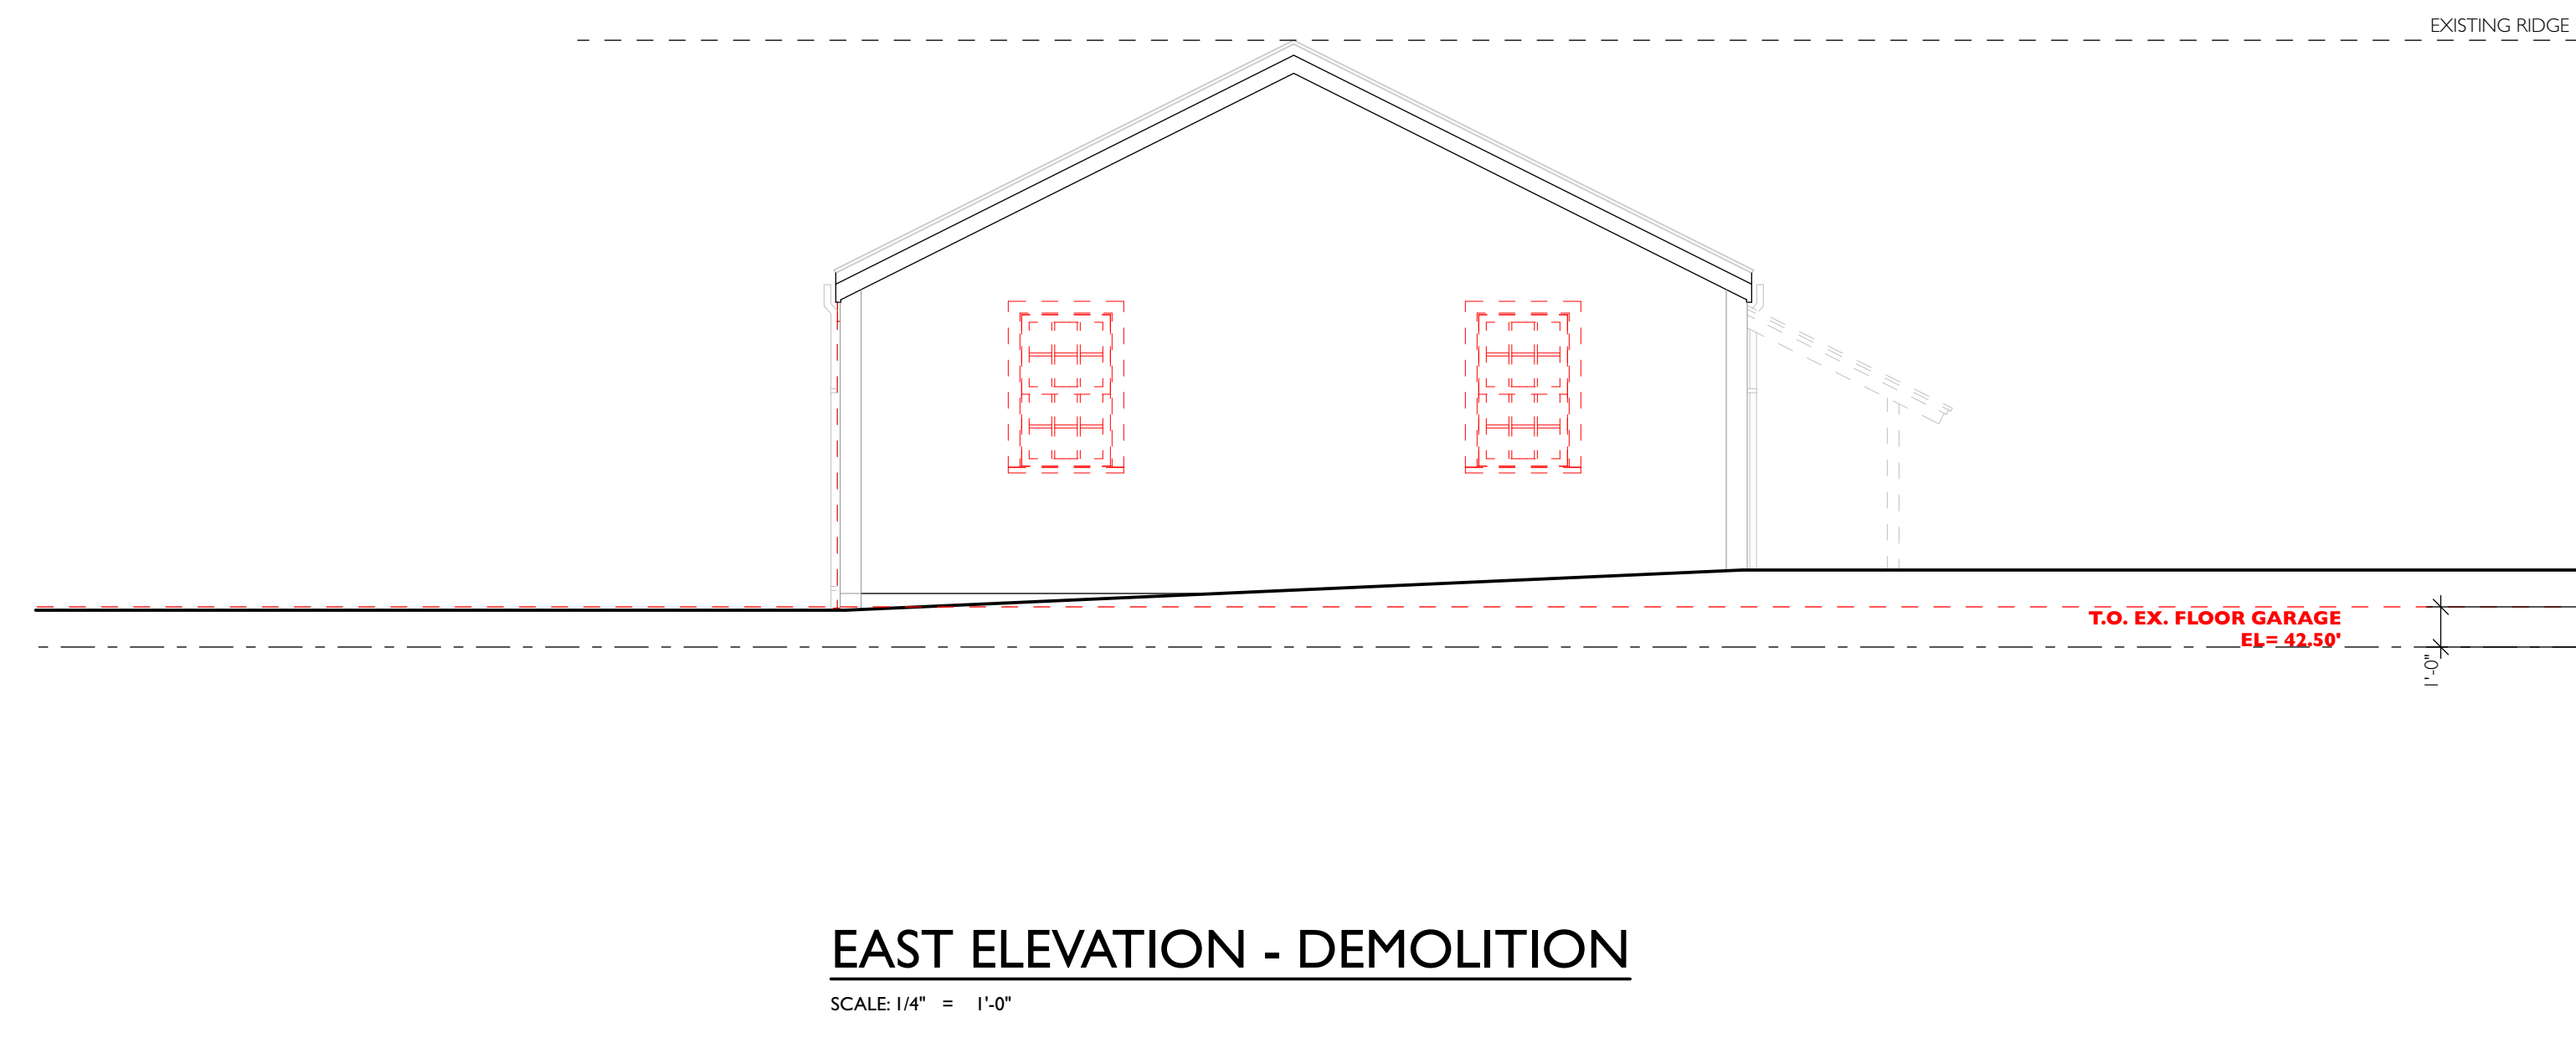 EXISTING RIDGE
T.O. EX. FLOOR GARAGE
EL= 42.50'
1'-0"
EAST ELEVATION - DEMOLITION
SCALE: 1/4" = 1'-0"